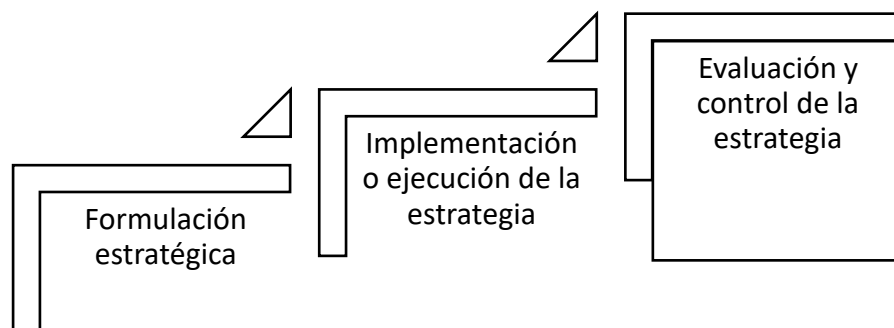 Formulación
estratégica
Implementación
o ejecución de la
estrategia
Evaluación y
control de la
estrategia